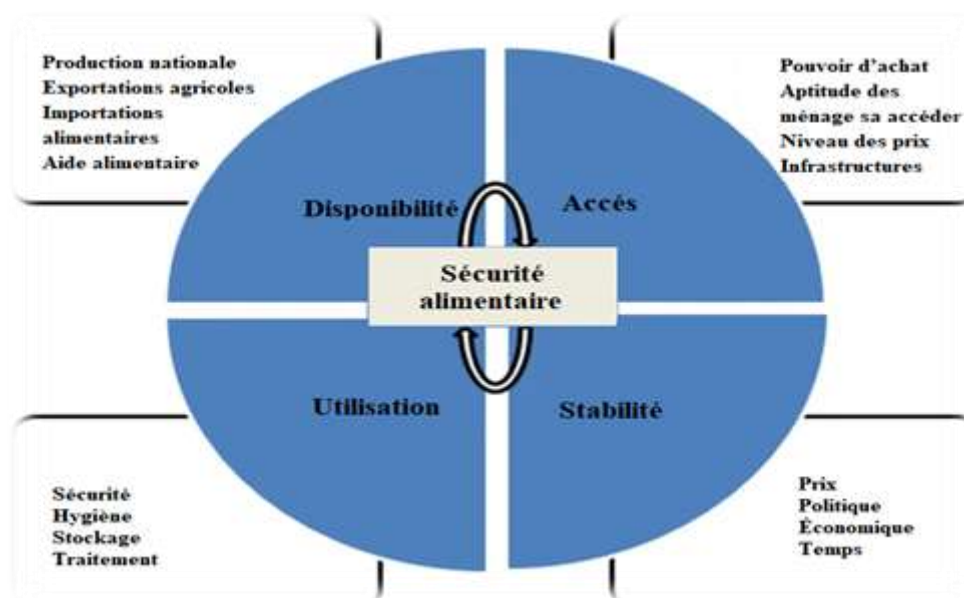 Production nationale
Exportations agricoles
Importations
alimentaires
Aide alimentaire
Pouvoir d'achat
Aptitude des
ménage sa accéder
Niveau des prix
Infrastructures
Disponibilité
Accés
Sécurité
alimentaire
Utilisation
Stabilité
Sécurité
Hygiène
Stockage
Traitement
Prix
Politique
Économique
Temps